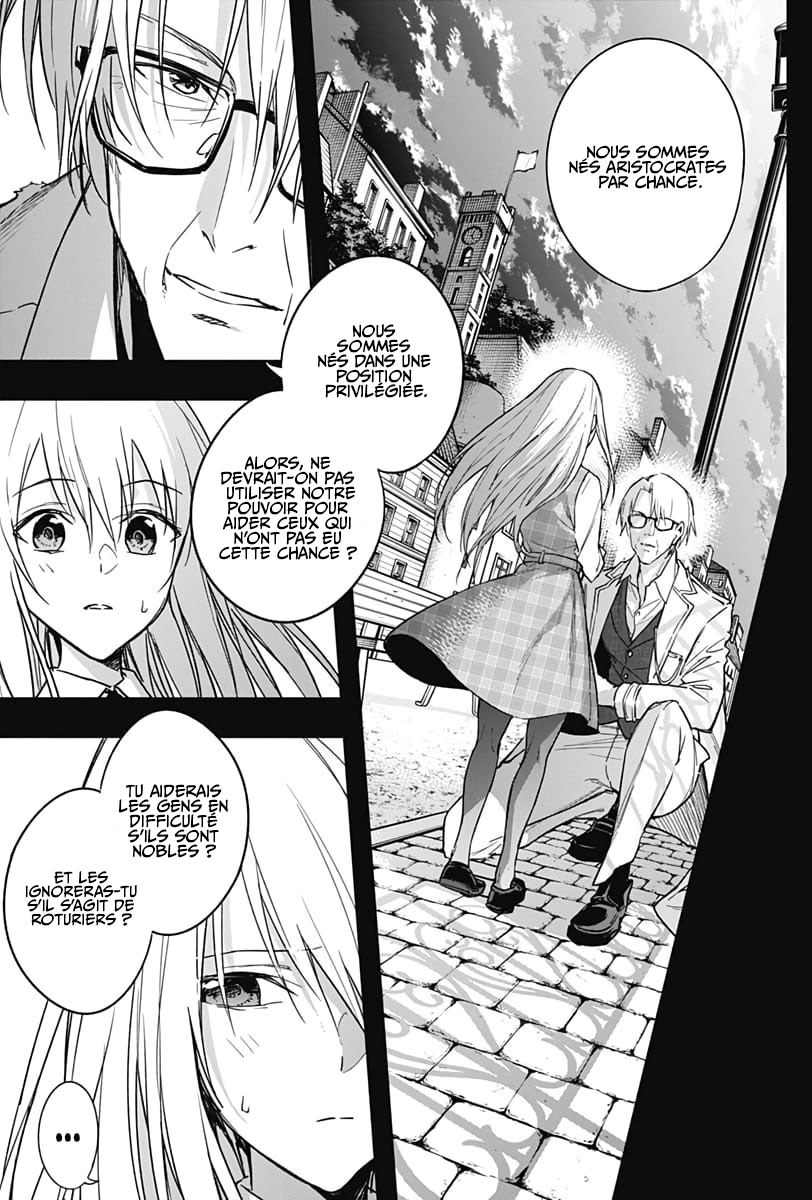 NOUS SOMMES
NÉS ARISTOCRATES
PAR CHANCE.
NOUS
SOMMES
NÉS DANS UNE
POSITION
PRIVILÉGIÉE.
ALORS, NE
DEVRAIT-ON PAS
UTILISER NOTRE
POUVOIR POUR
AIDER CEUX QUI
N'ONT PAS EU
CETTE CHANCE ?
TU AIDERAIS
LES GENS EN
DIFFICULTÉ
S'ILS SONT
NOBLES ?
ET LES
IGNORERAS-TU
S'IL S'AGIT DE
ROTURIERS ?
...